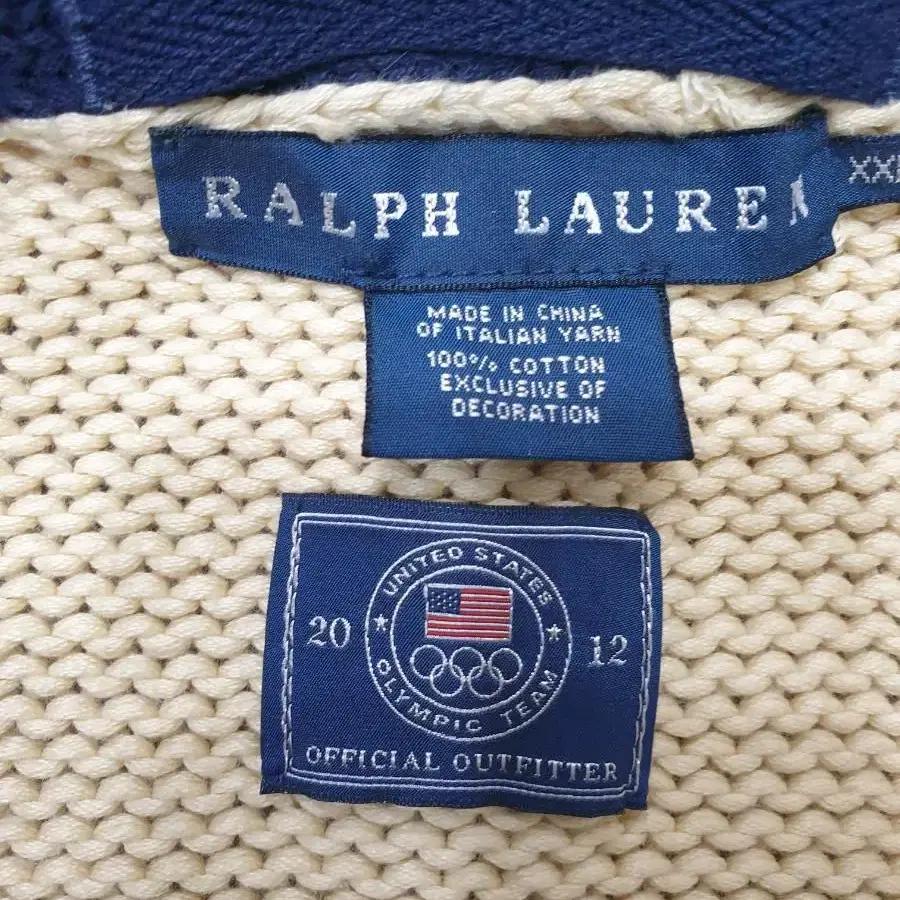 RALPH LAUREN
MADE IN CHINA
OF ITALIAN YARN
100% COTTON
EXCLUSIVE OF
DECORATION
UNITED STATES
20 12
OLYMPIC TEAM
OFFICIAL OUTFITTER